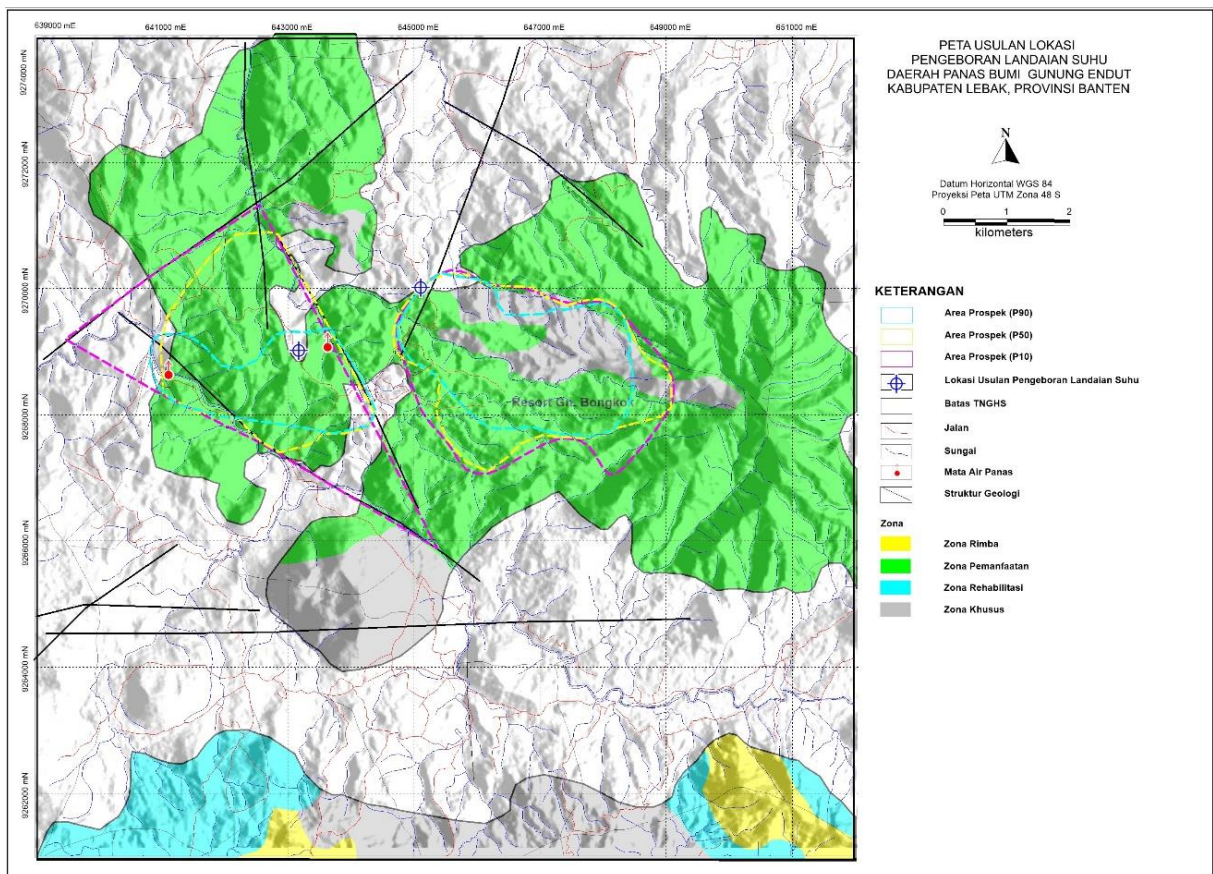 639000 mE
641000 mE
643000 mE
645000 mE
647000 mE
649000 mE
651000 mE
9274000 mN
9272000 mN
9270000 mN
9268000 mN
9266000 mN
9264000 mN
9262000 mN
Resort Gn. Bongkok
PETA USULAN LOKASI
PENGEBORAN LANDAIAN SUHU
DAERAH PANAS BUMI GUNUNG ENDUT
KABUPATEN LEBAK, PROVINSI BANTEN
N
Datum Horizontal WGS 84
Proyeksi Peta UTM Zona 48 S
0 1 2
kilometers
KETERANGAN
Area Prospek (P90)
Area Prospek (P50)
Area Prospek (P10)
Lokasi Usulan Pengeboran Landaian Suhu
Batas TNGHS
Jalan
Sungai
Mata Air Panas
Struktur Geologi
Zona
Zona Rimba
Zona Pemanfaatan
Zona Rehabilitasi
Zona Khusus